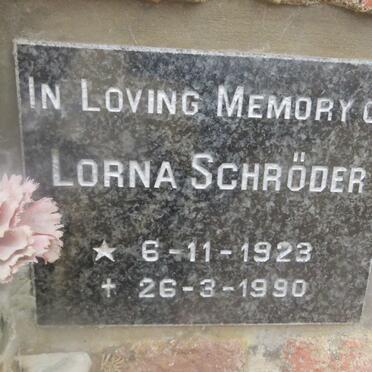 IN LOVING MEMORY O
LORNA SCHRÖDER
★ 6-11-1923
✝ 26-3-1990